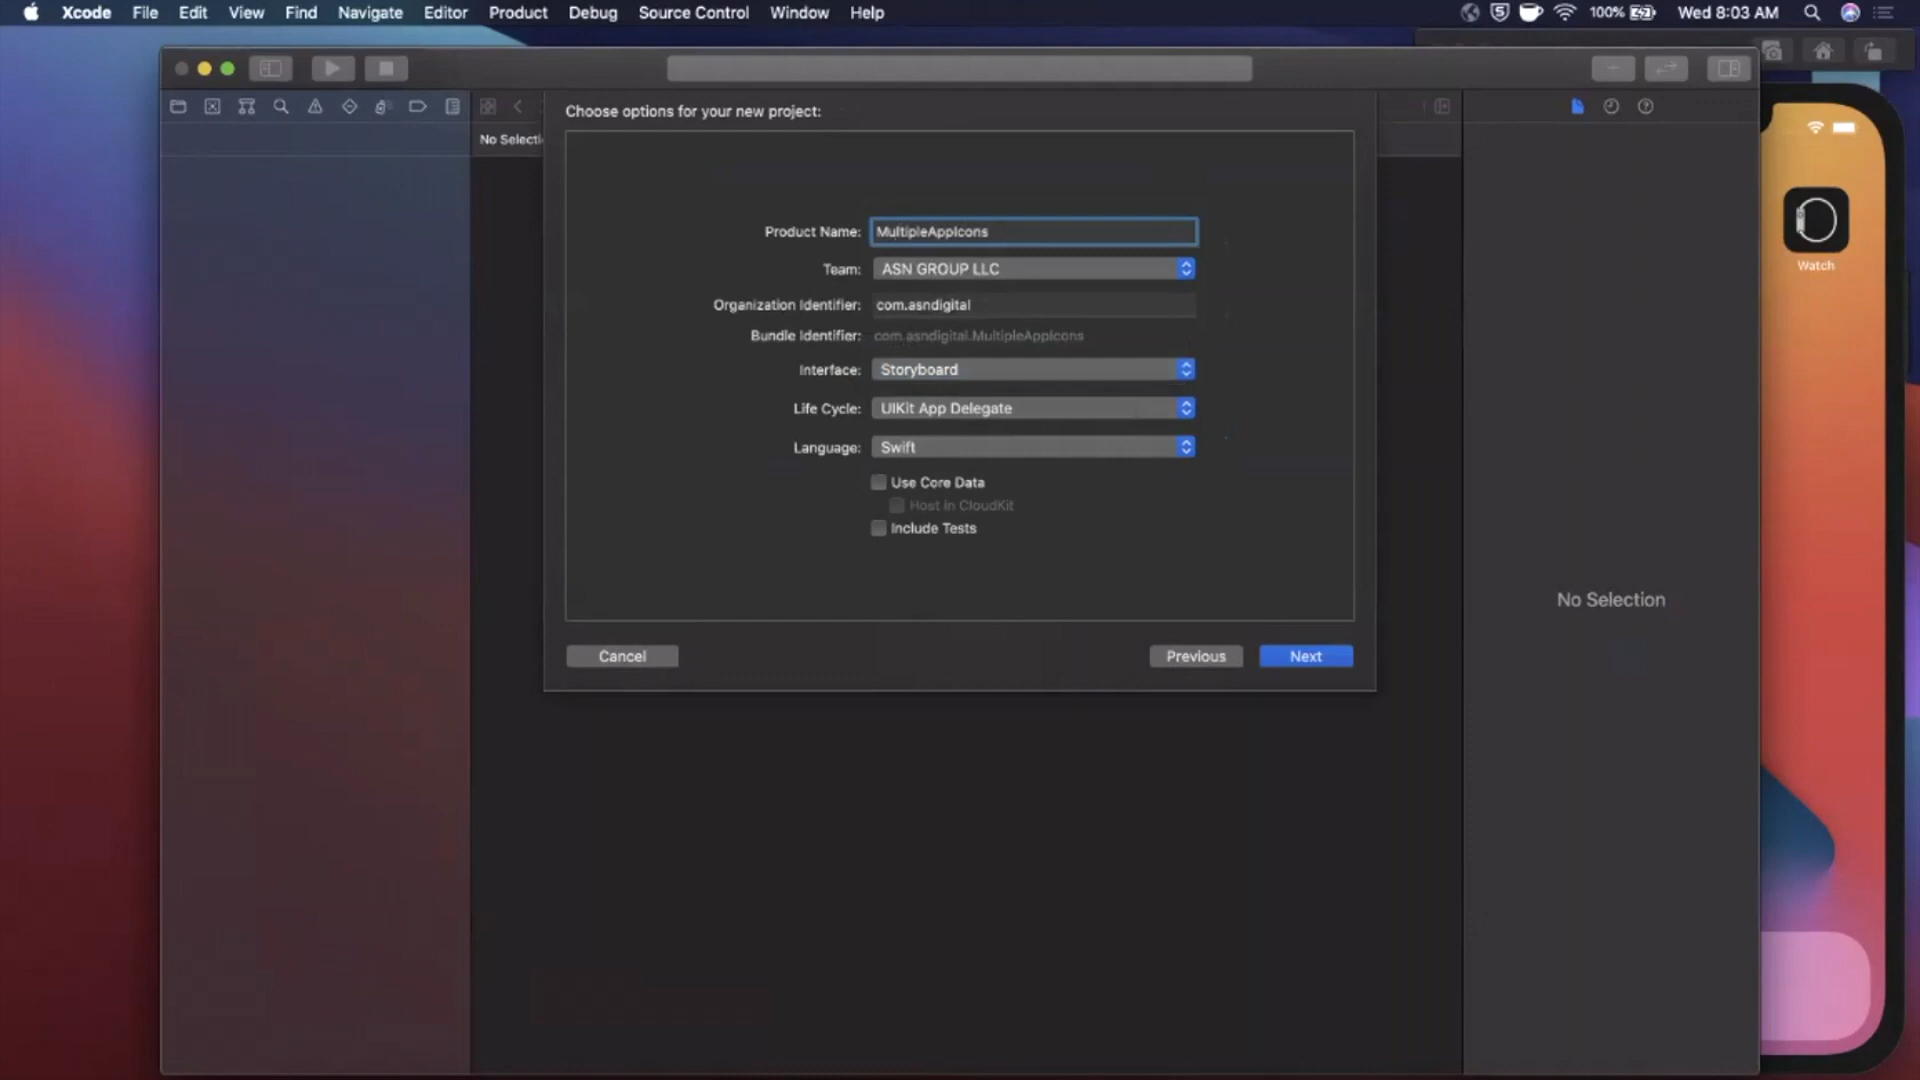 Xcode File Edit View Find Navigate Editor Product Debug Source Control Window Help 100% Wed 8:03 AM
Choose options for your new project:
No Selecti
Product Name: MultipleAppIcons
Team: ASN GROUP LLC
Organization Identifier: com.asndigital
Bundle Identifier: com.asndigital.MultipleAppIcons
Interface: Storyboard
Life Cycle: UIKit App Delegate
Language: Swift
Use Core Data
Host in CloudKit
Include Tests
Cancel Previous Next
No Selection
Watch